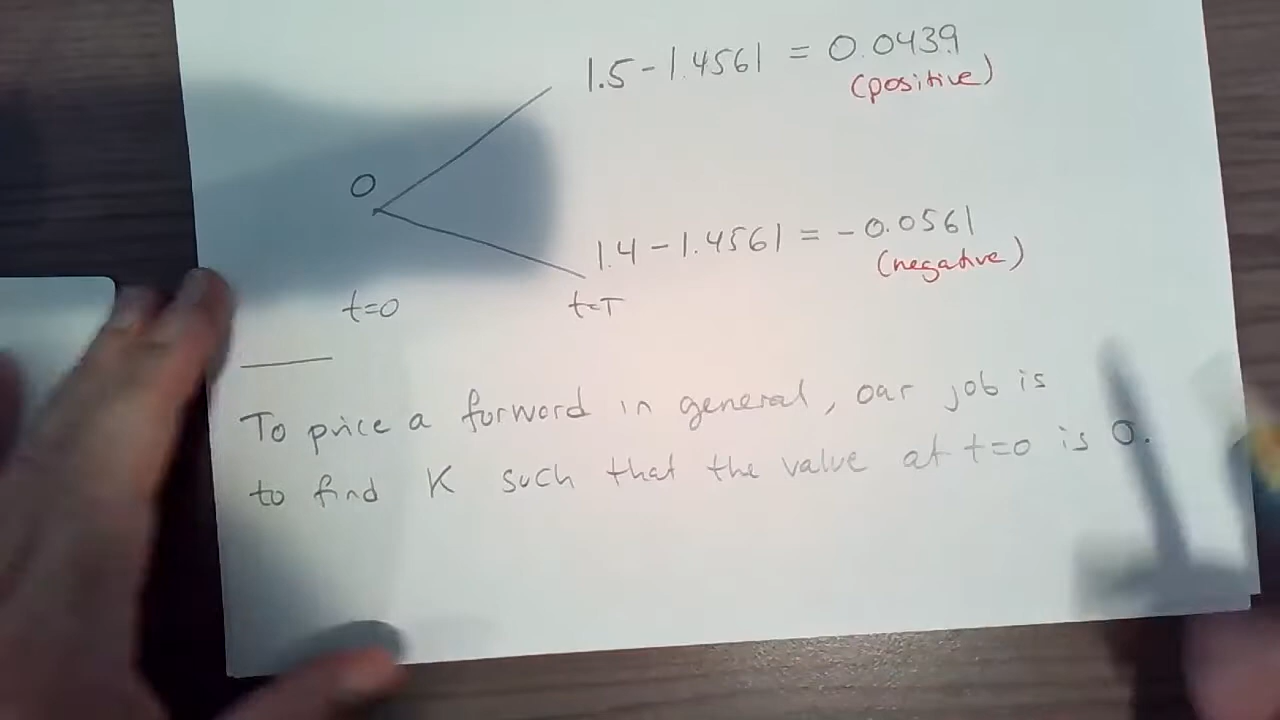 1.5 - 1.4561 = 0.0439
(positive)
0
1.4 - 1.4561 = -0.0561
(negative)
t=0 t=T
To price a forword in general, our job is
to find K such that the value at t=0 is 0.